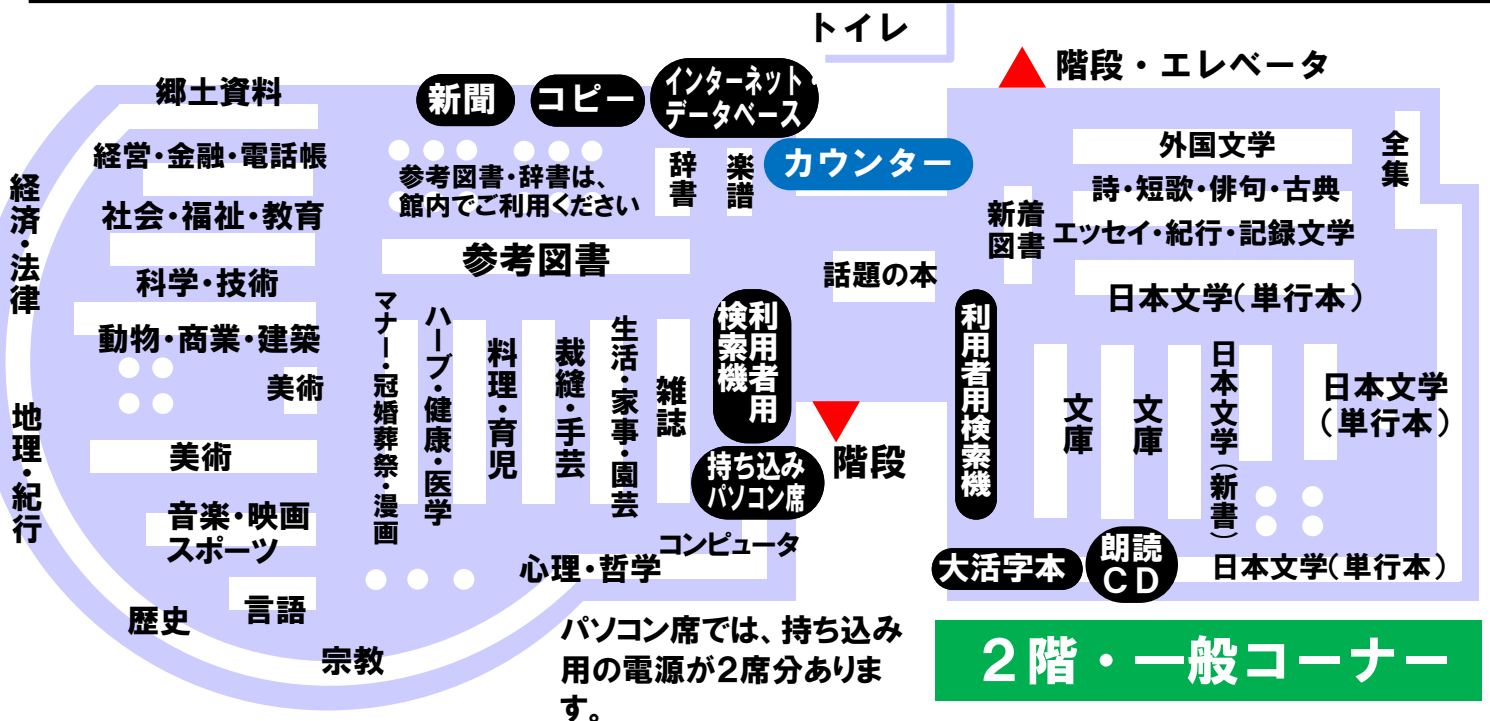 トイレ
階段・エレベータ
郷土資料
新聞
コピー
インターネット・
データベース
経営・金融・電話帳
参考図書・辞書は、
館内でご利用ください
辞書
楽譜
カウンター
外国文学
全集
経済・法律
社会・福祉・教育
詩・短歌・俳句・古典
新着
図書
エッセイ・紀行・記録文学
参考図書
話題の本
科学・技術
日本文学(単行本)
動物・商業・建築
美術
マナー・冠婚葬祭・漫画
ハーブ・健康・医学
料理・育児
裁縫・手芸
生活・家事・園芸
雑誌
利用者用
検索機
利用者用検索機
文庫
文庫
日本文学(新書)
日本文学
(単行本)
地理・紀行
美術
持ち込み
パソコン席
階段
音楽・映画
スポーツ
コンピュータ
心理・哲学
大活字本
朗読
CD
日本文学(単行本)
言語
歴史
宗教
パソコン席では、持ち込み
用の電源が2席分ありま
す。
2階・一般コーナー